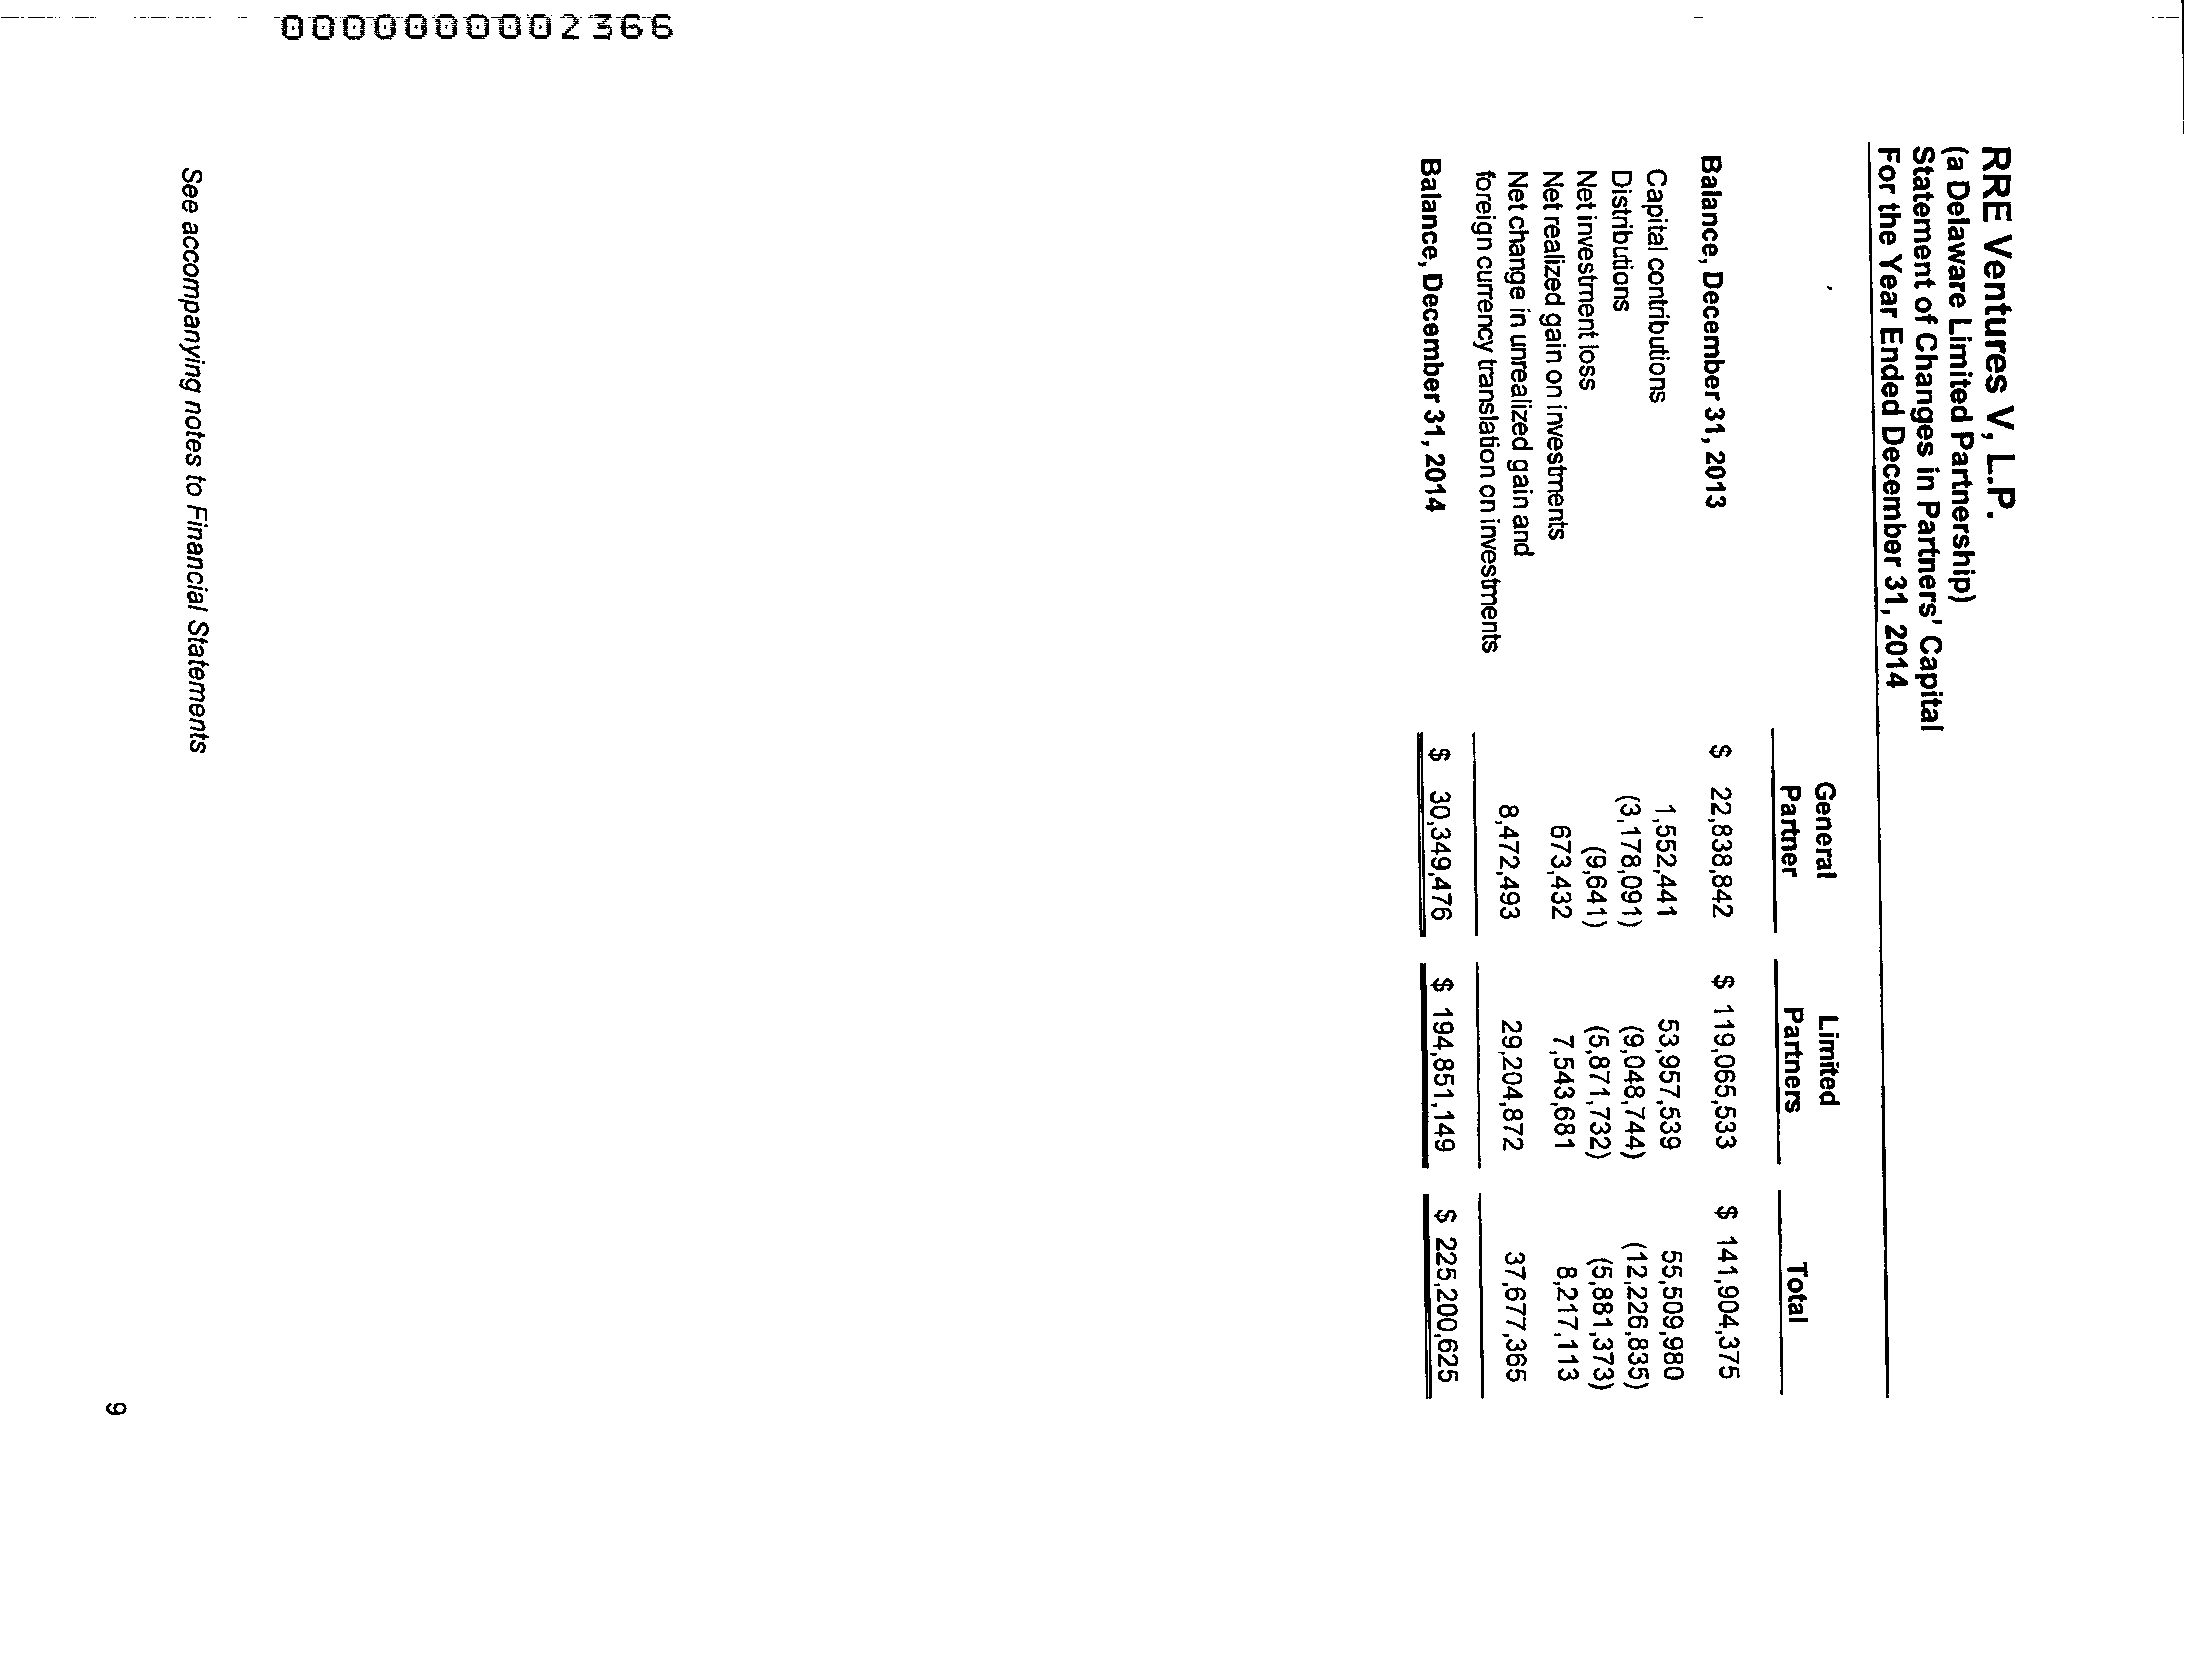 0000000002366
RRE Ventures V, L.P.
(a Delaware Limited Partnership)
Statement of Changes in Partners' Capital
For the Year Ended December 31, 2014
General Partner Limited Partners Total
Balance, December 31, 2013 $ 22,838,842 $ 119,065,533 $ 141,904,375
Capital contributions 1,552,441 53,957,539 55,509,980
Distributions (3,178,091) (9,048,744) (12,226,835)
Net investment loss (9,641) (5,871,732) (5,881,373)
Net realized gain on investments 673,432 7,543,681 8,217,113
Net change in unrealized gain and
foreign currency translation on investments 8,472,493 29,204,872 37,677,365
Balance, December 31, 2014 $ 30,349,476 $ 194,851,149 $ 225,200,625
See accompanying notes to Financial Statements
9